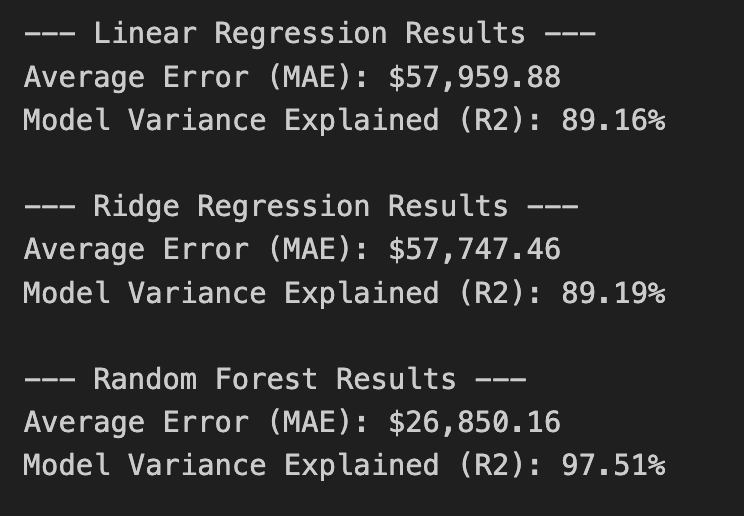 --- Linear Regression Results ---
Average Error (MAE): $57,959.88
Model Variance Explained (R2): 89.16%
--- Ridge Regression Results ---
Average Error (MAE): $57,747.46
Model Variance Explained (R2): 89.19%
--- Random Forest Results ---
Average Error (MAE): $26,850.16
Model Variance Explained (R2): 97.51%